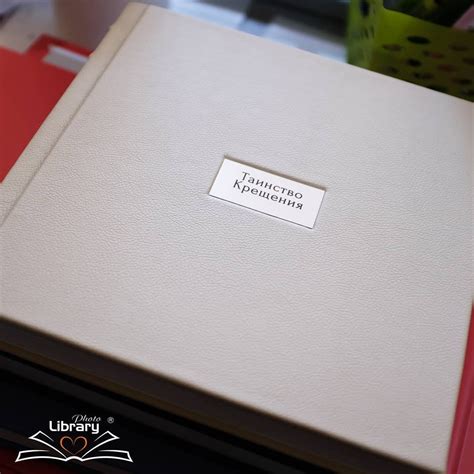 Таинство
Крещения
Photo
Library ®